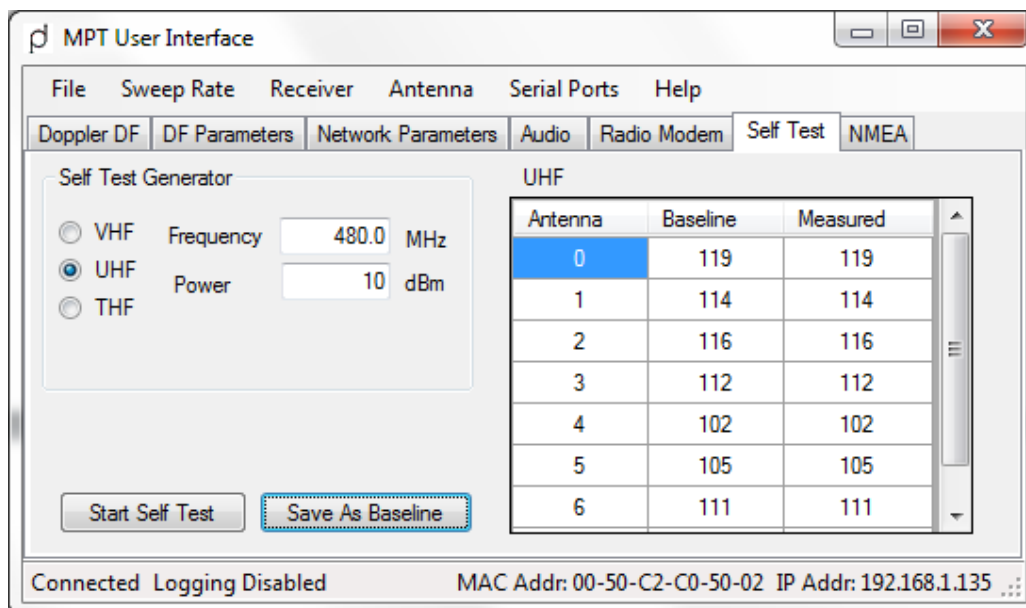 MPT User Interface
File Sweep Rate Receiver Antenna Serial Ports Help
Doppler DF DF Parameters Network Parameters Audio Radio Modem Self Test NMEA
Self Test Generator
VHF
UHF
THF
Frequency 480.0 MHz
Power 10 dBm
Start Self Test Save As Baseline
UHF
Antenna Baseline Measured
0 119 119
1 114 114
2 116 116
3 112 112
4 102 102
5 105 105
6 111 111
Connected Logging Disabled MAC Addr: 00-50-C2-C0-50-02 IP Addr: 192.168.1.135